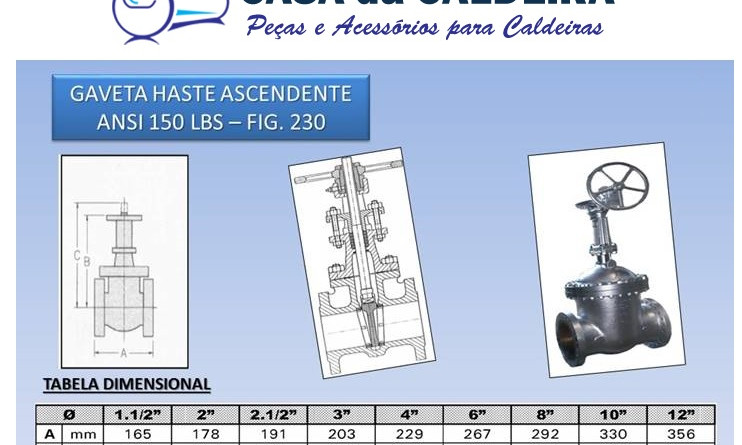 CASA da CALDEIRA
Peças e Acessórios para Caldeiras
GAVETA HASTE ASCENDENTE
ANSI 150 LBS – FIG. 230
C
B
A
TABELA DIMENSIONAL
Ø 1.1/2” 2” 2.1/2” 3” 4” 6” 8” 10” 12”
A mm 165 178 191 203 229 267 292 330 356